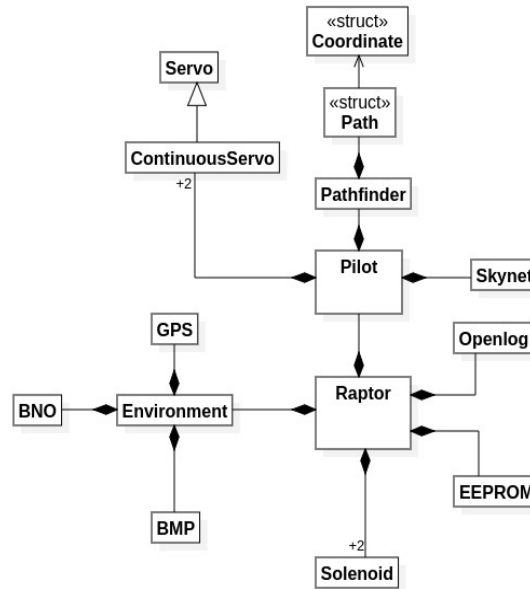 «struct»
Coordinate
Servo
«struct»
Path
ContinuousServo
+2
Pathfinder
Pilot
Skynet
GPS
Openlog
BNO
Environment
Raptor
EEPROM
BMP
+2
Solenoid